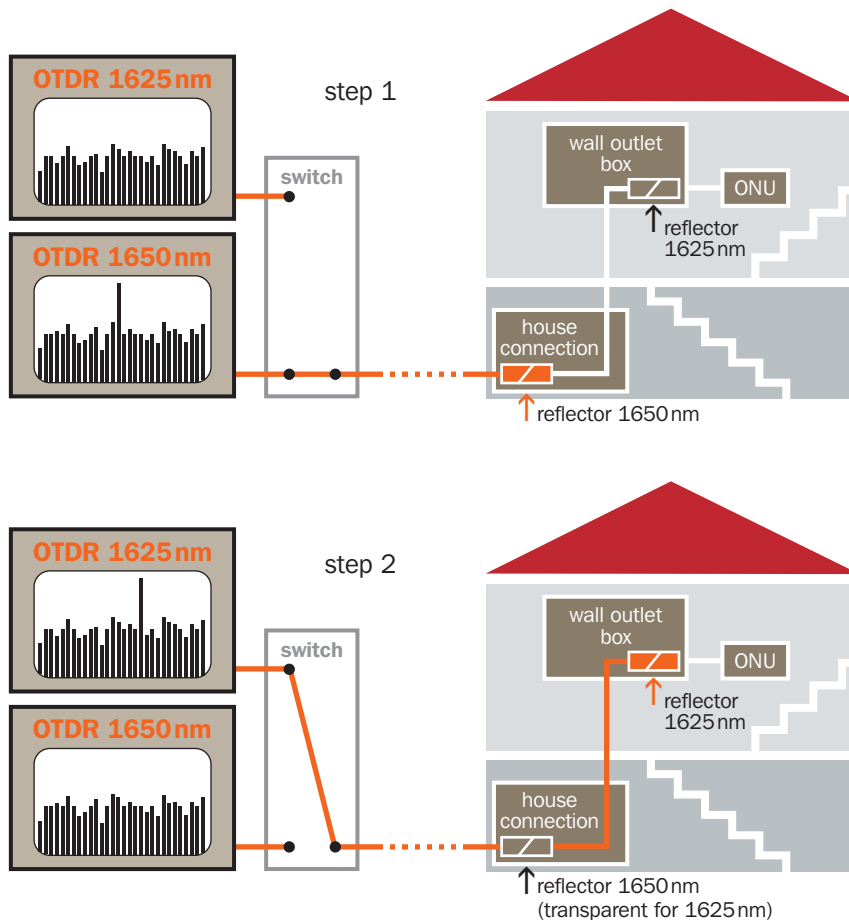 OTDR 1625 nm
step 1
switch
OTDR 1650 nm
wall outlet
box
ONU
reflector
1625 nm
house
connection
reflector 1650 nm
OTDR 1625 nm
step 2
switch
OTDR 1650 nm
wall outlet
box
ONU
reflector
1625 nm
house
connection
reflector 1650 nm
(transparent for 1625 nm)